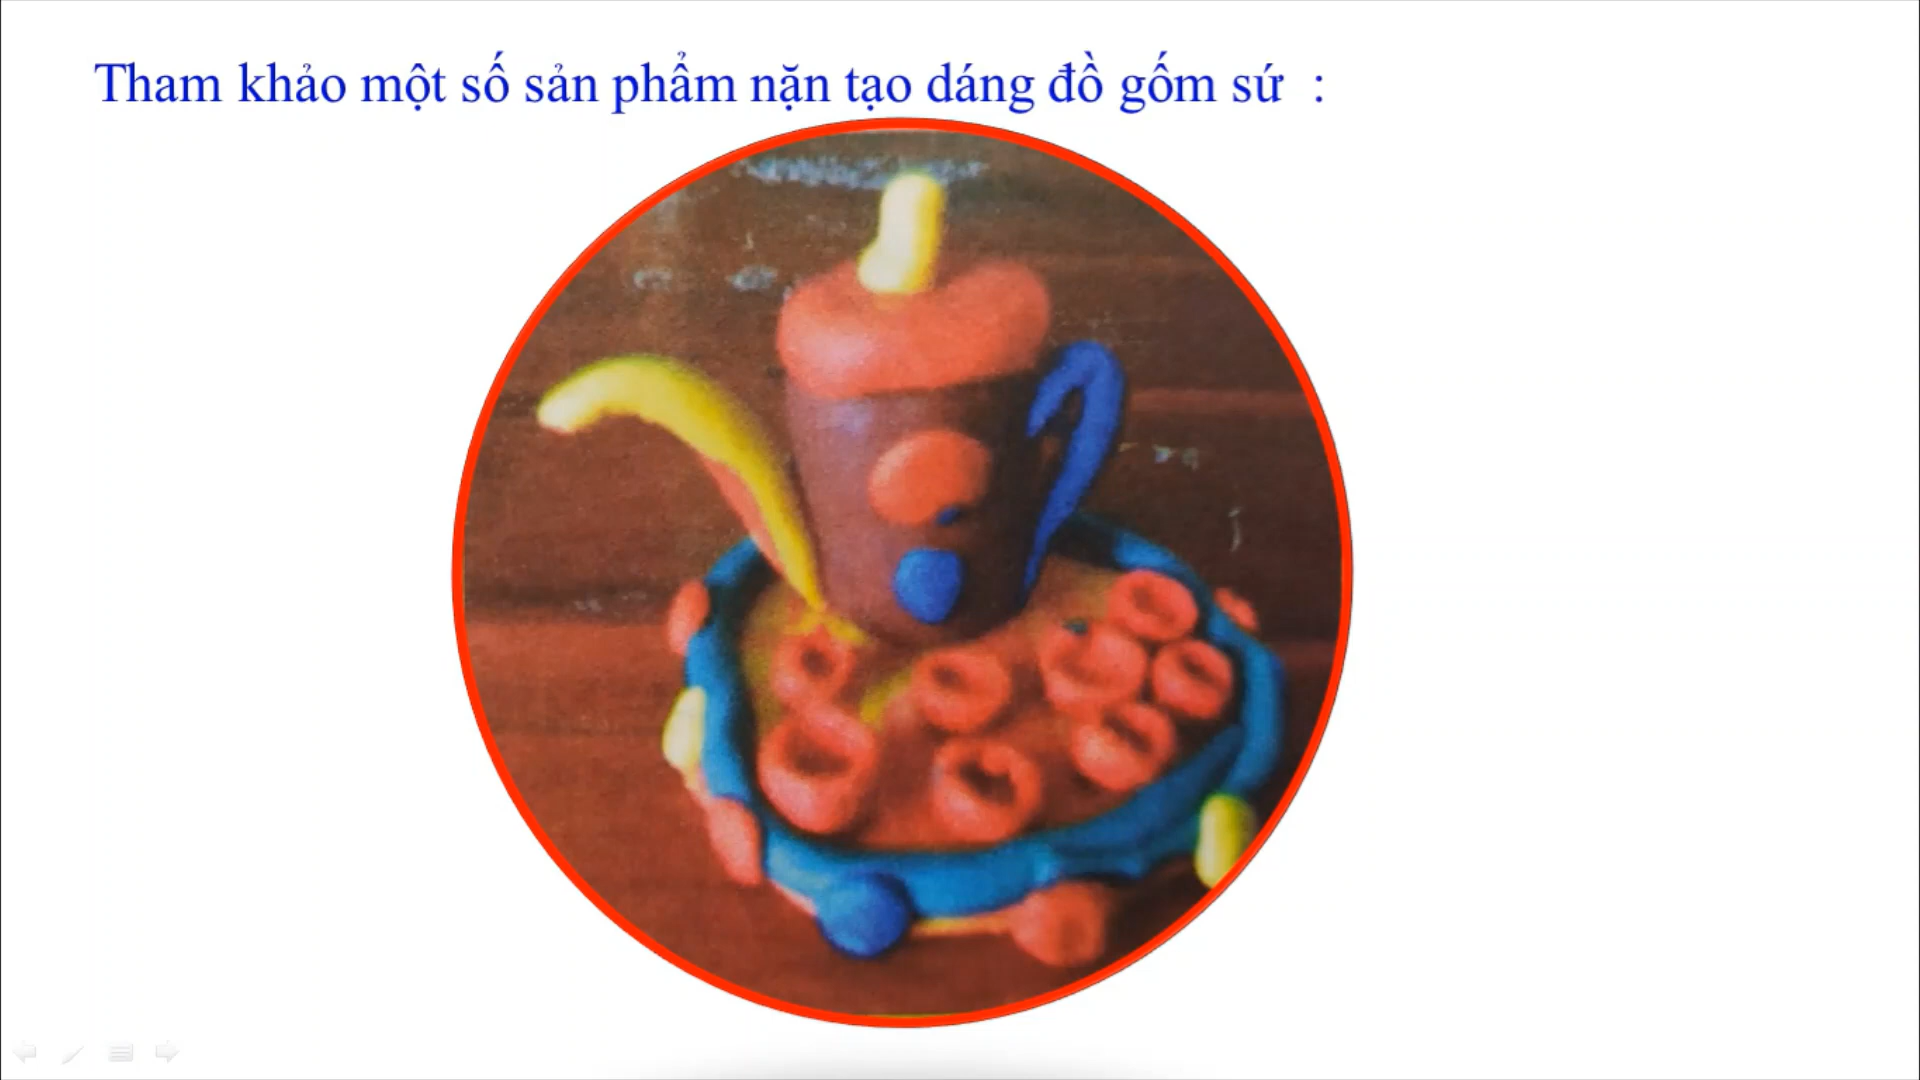 Tham khảo một số sản phẩm nặn tạo dáng đồ gốm sứ :